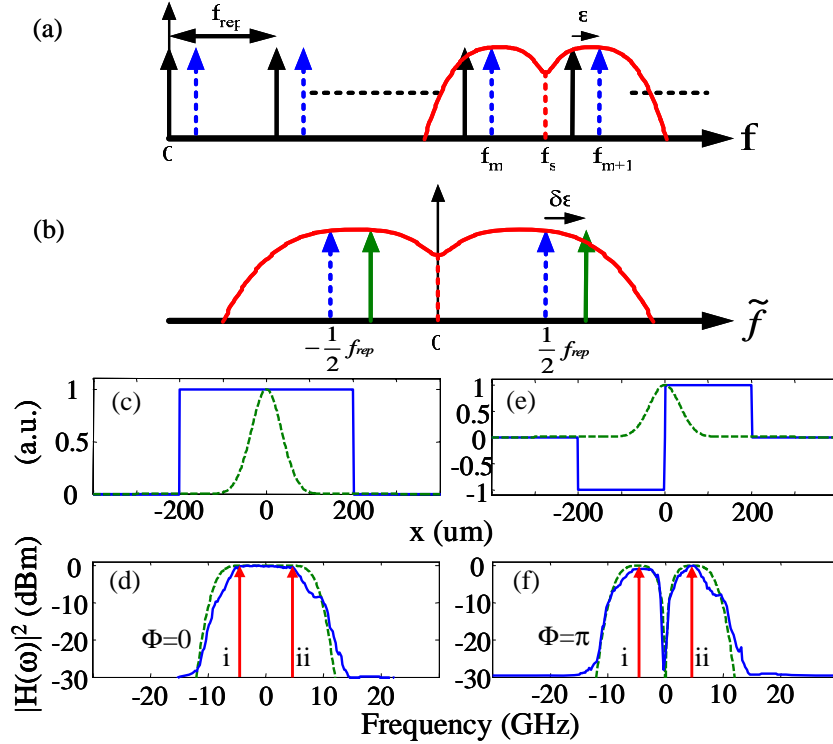 (a)
f_rep
ε
0
f_m
f_s
f_m+1
f
(b)
δε
-1/2 f_rep
0
1/2 f_rep
f̃
(c)
(a.u.)
1
0.5
0
-200
0
200
(e)
1
0.5
0
-0.5
-1
-200
0
200
x (um)
(d)
|H(ω)|² (dBm)
0
-10
-20
-30
Φ=0
i
ii
-20
-10
0
10
20
(f)
0
-10
-20
-30
Φ=π
i
ii
-20
-10
0
10
20
Frequency (GHz)